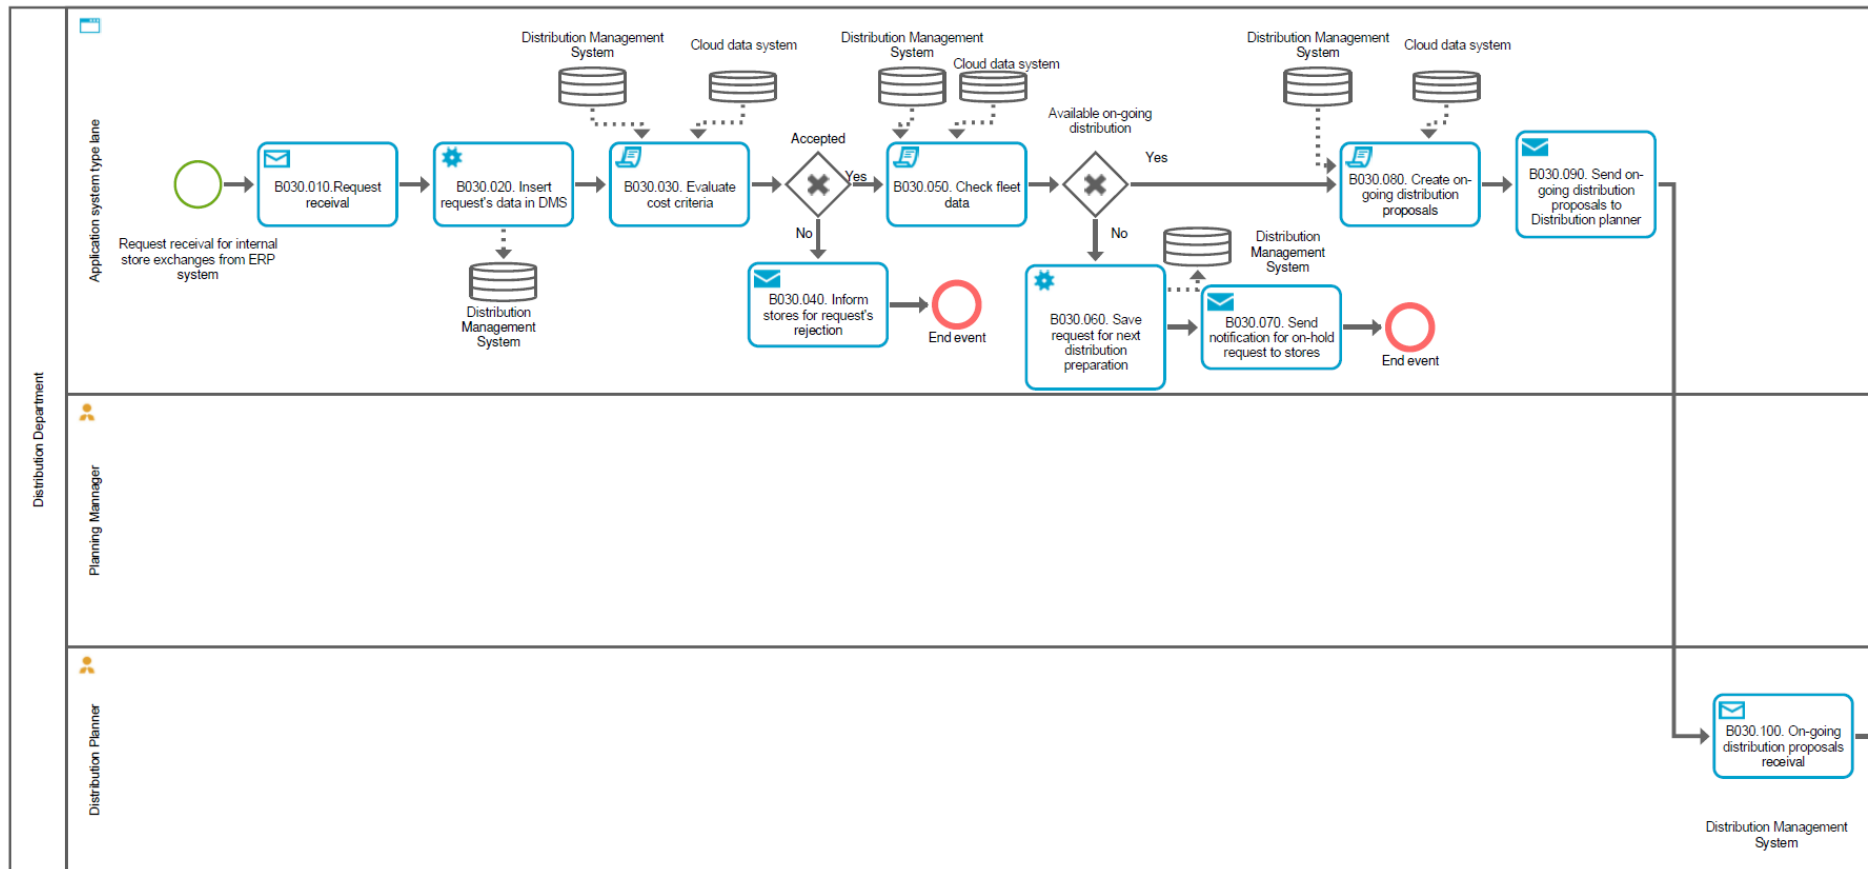 Distribution Department
Application system type lane
Distribution Management
System
Cloud data system
Distribution Management
System
Cloud data system
Distribution Management
System
Cloud data system
Request receival for internal
store exchanges from ERP
system
B030.010.Request
receival
B030.020. Insert
request's data in DMS
Distribution
Management
System
B030.030. Evaluate
cost criteria
Accepted
Yes
No
B030.040. Inform
stores for request's
rejection
End event
B030.050. Check fleet
data
Available on-going
distribution
Yes
No
B030.060. Save
request for next
distribution
preparation
Distribution
Management
System
B030.070. Send
notification for on-hold
request to stores
End event
B030.080. Create on-
going distribution
proposals
B030.090. Send on-
going distribution
proposals to
Distribution planner
Planning Mannager
Distribution Planner
B030.100. On-going
distribution proposals
receival
Distribution Management
System